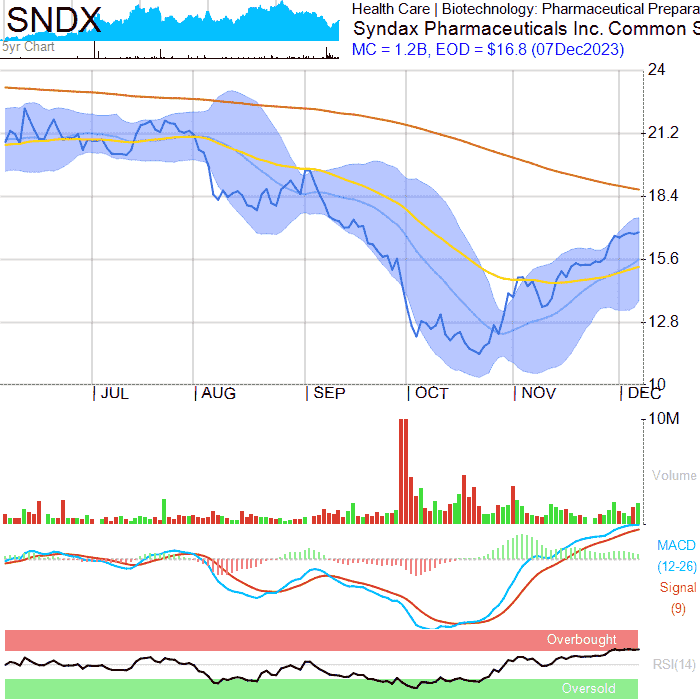 SNDX
5yr Chart
Health Care | Biotechnology: Pharmaceutical Prepara
Syndax Pharmaceuticals Inc. Common S
MC = 1.2B, EOD = $16.8 (07Dec2023)
24
21.2
18.4
15.6
12.8
10
JUL
AUG
SEP
OCT
NOV
DEC
10M
Volume
MACD
(12-26)
Signal
(9)
Overbought
RSI(14)
Oversold